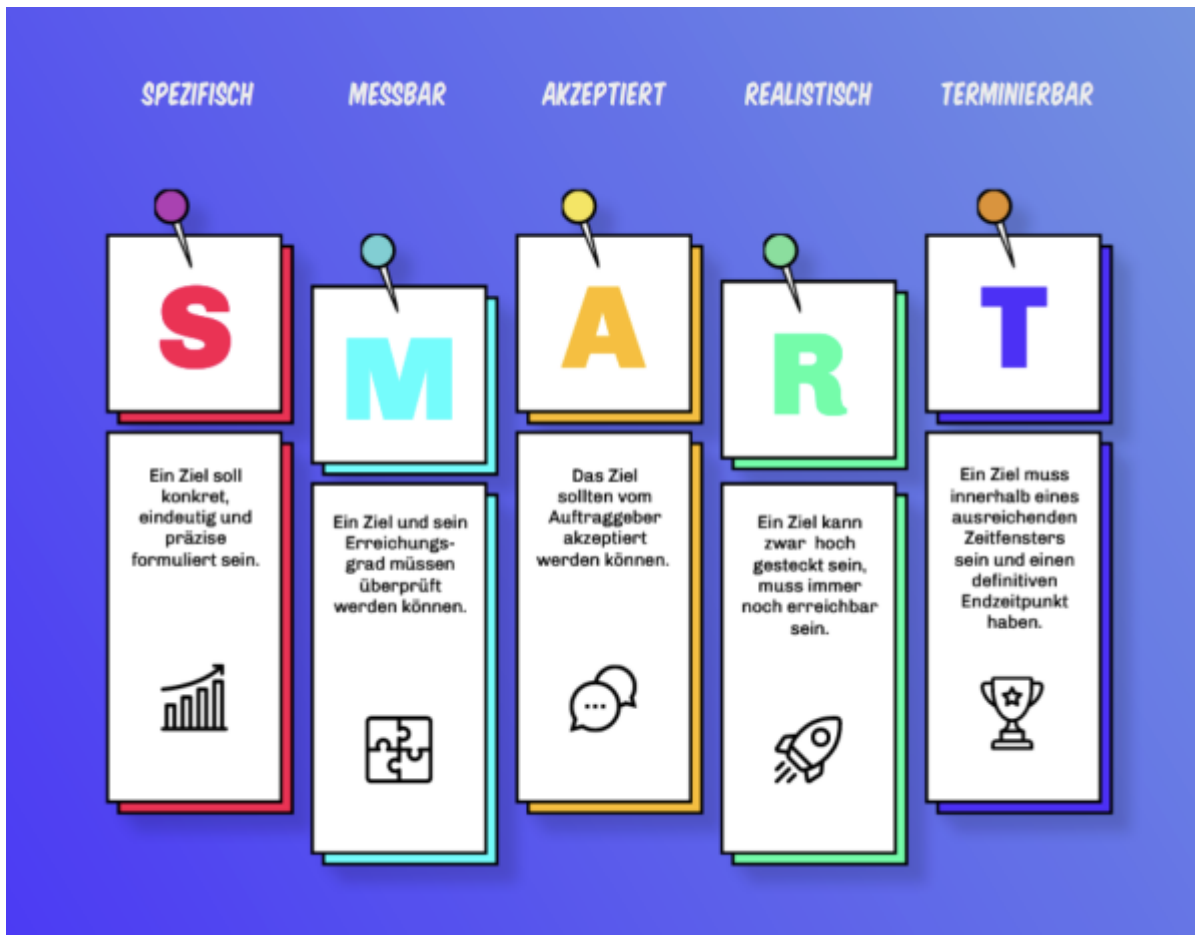 SPEZIFISCH
MESSBAR
AKZEPTIERT
REALISTISCH
TERMINIERBAR
S
M
A
R
T
Ein Ziel soll
konkret,
eindeutig und
präzise
formuliert sein.
Ein Ziel und sein
Erreichungs-
grad müssen
überprüft
werden können.
Das Ziel
sollten vom
Auftraggeber
akzeptiert
werden können.
Ein Ziel kann
zwar hoch
gesteckt sein,
muss immer
noch erreichbar
sein.
Ein Ziel muss
innerhalb eines
ausreichenden
Zeitfensters
sein und einen
definitiven
Endzeitpunkt
haben.